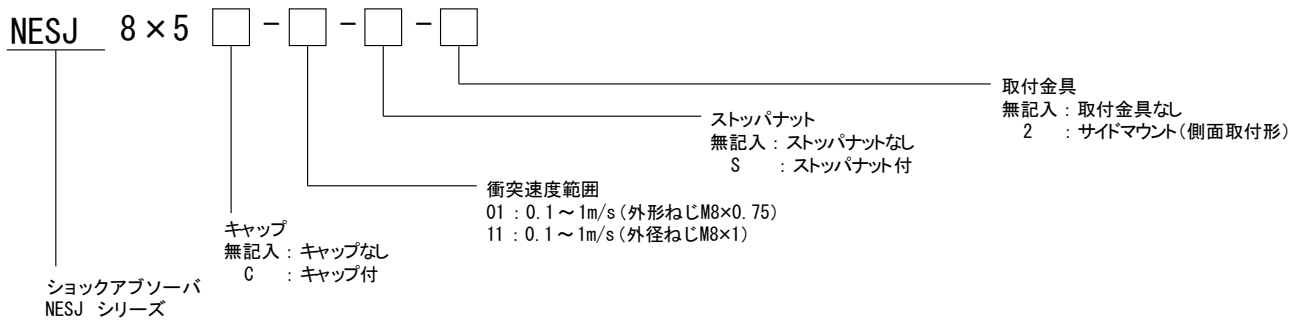 NESJ 8×5 □-□-□-□
取付金具
無記入：取付金具なし
2 ：サイドマウント(側面取付形)
ストッパナット
無記入：ストッパナットなし
S ：ストッパナット付
衝突速度範囲
01：0.1～1m/s(外形ねじM8×0.75)
11：0.1～1m/s(外径ねじM8×1)
キャップ
無記入：キャップなし
C ：キャップ付
ショックアブソーバ
NESJ シリーズ